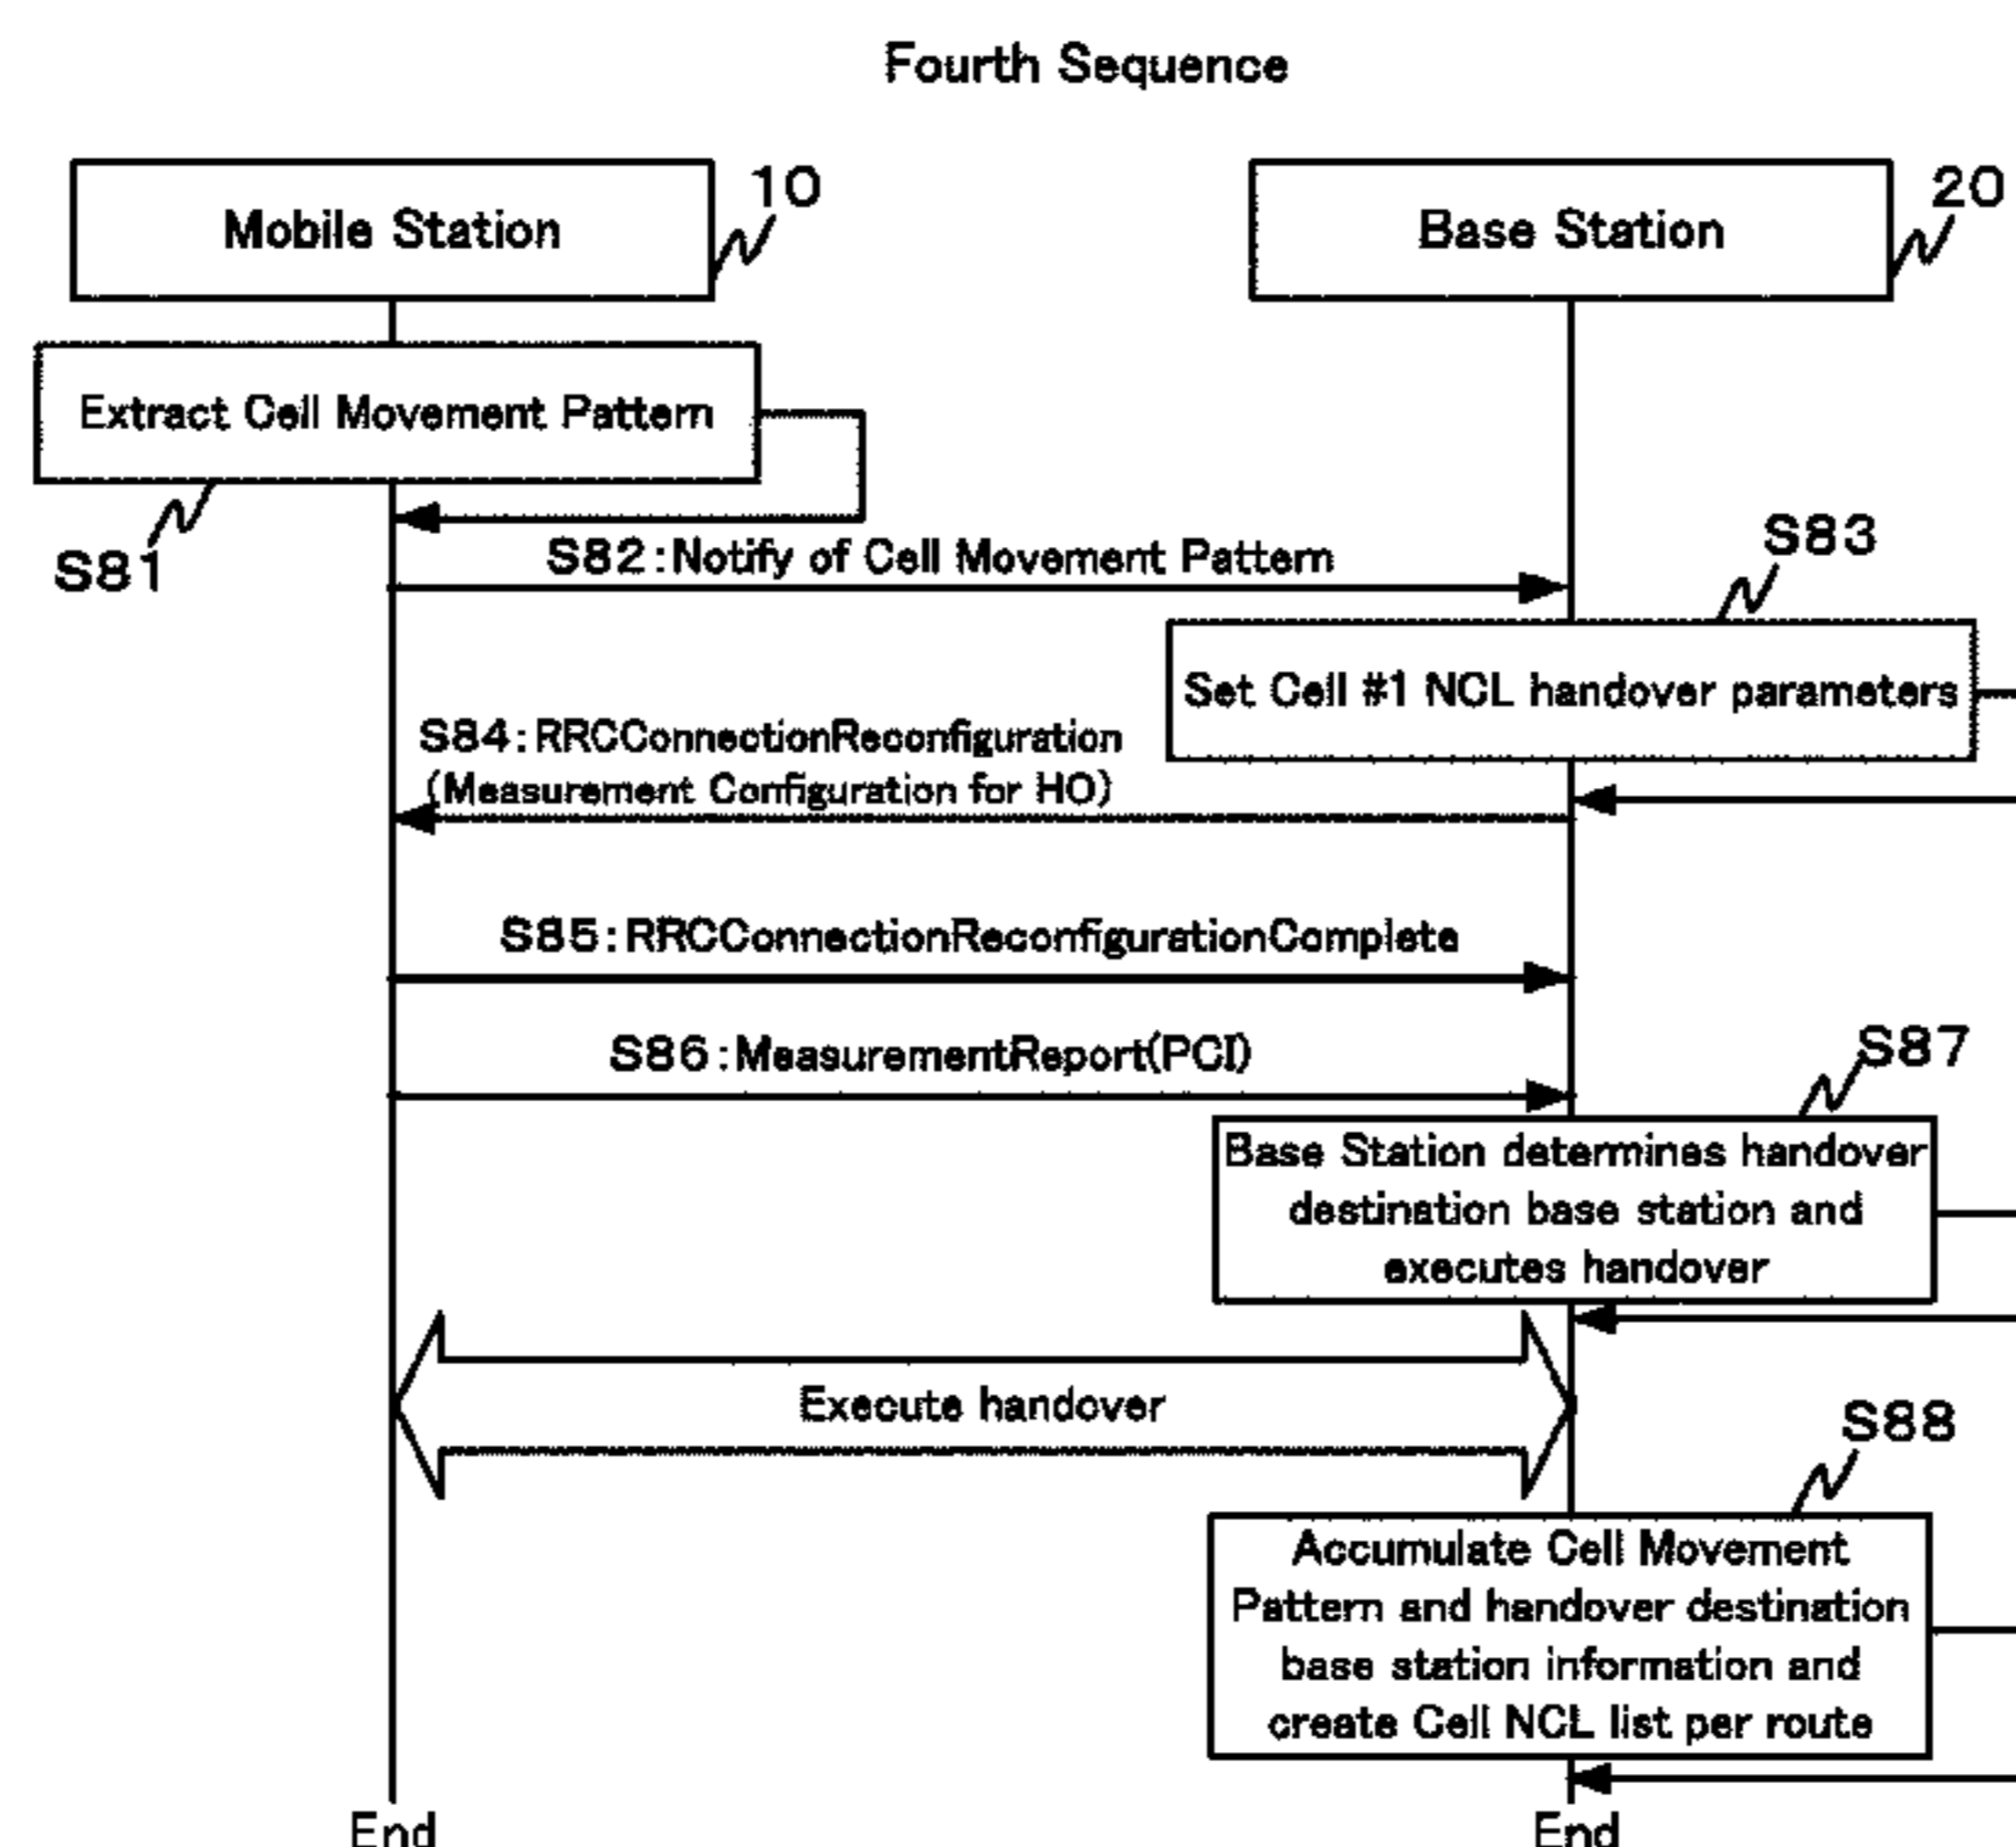 Fourth Sequence
10
20
Mobile Station
Base Station
Extract Cell Movement Pattern
S81
S82:Notify of Cell Movement Pattern
S83
Set Cell #1 NCL handover parameters
S84:RRCConnectionReconfiguration
(Measurement Configuration for HO)
S85:RRCConnectionReconfigurationComplete
S86:MeasurementReport(PCI)
S87
Base Station determines handover
destination base station and
executes handover
Execute handover
S88
Accumulate Cell Movement
Pattern and handover destination
base station information and
create Cell NCL list per route
End
End